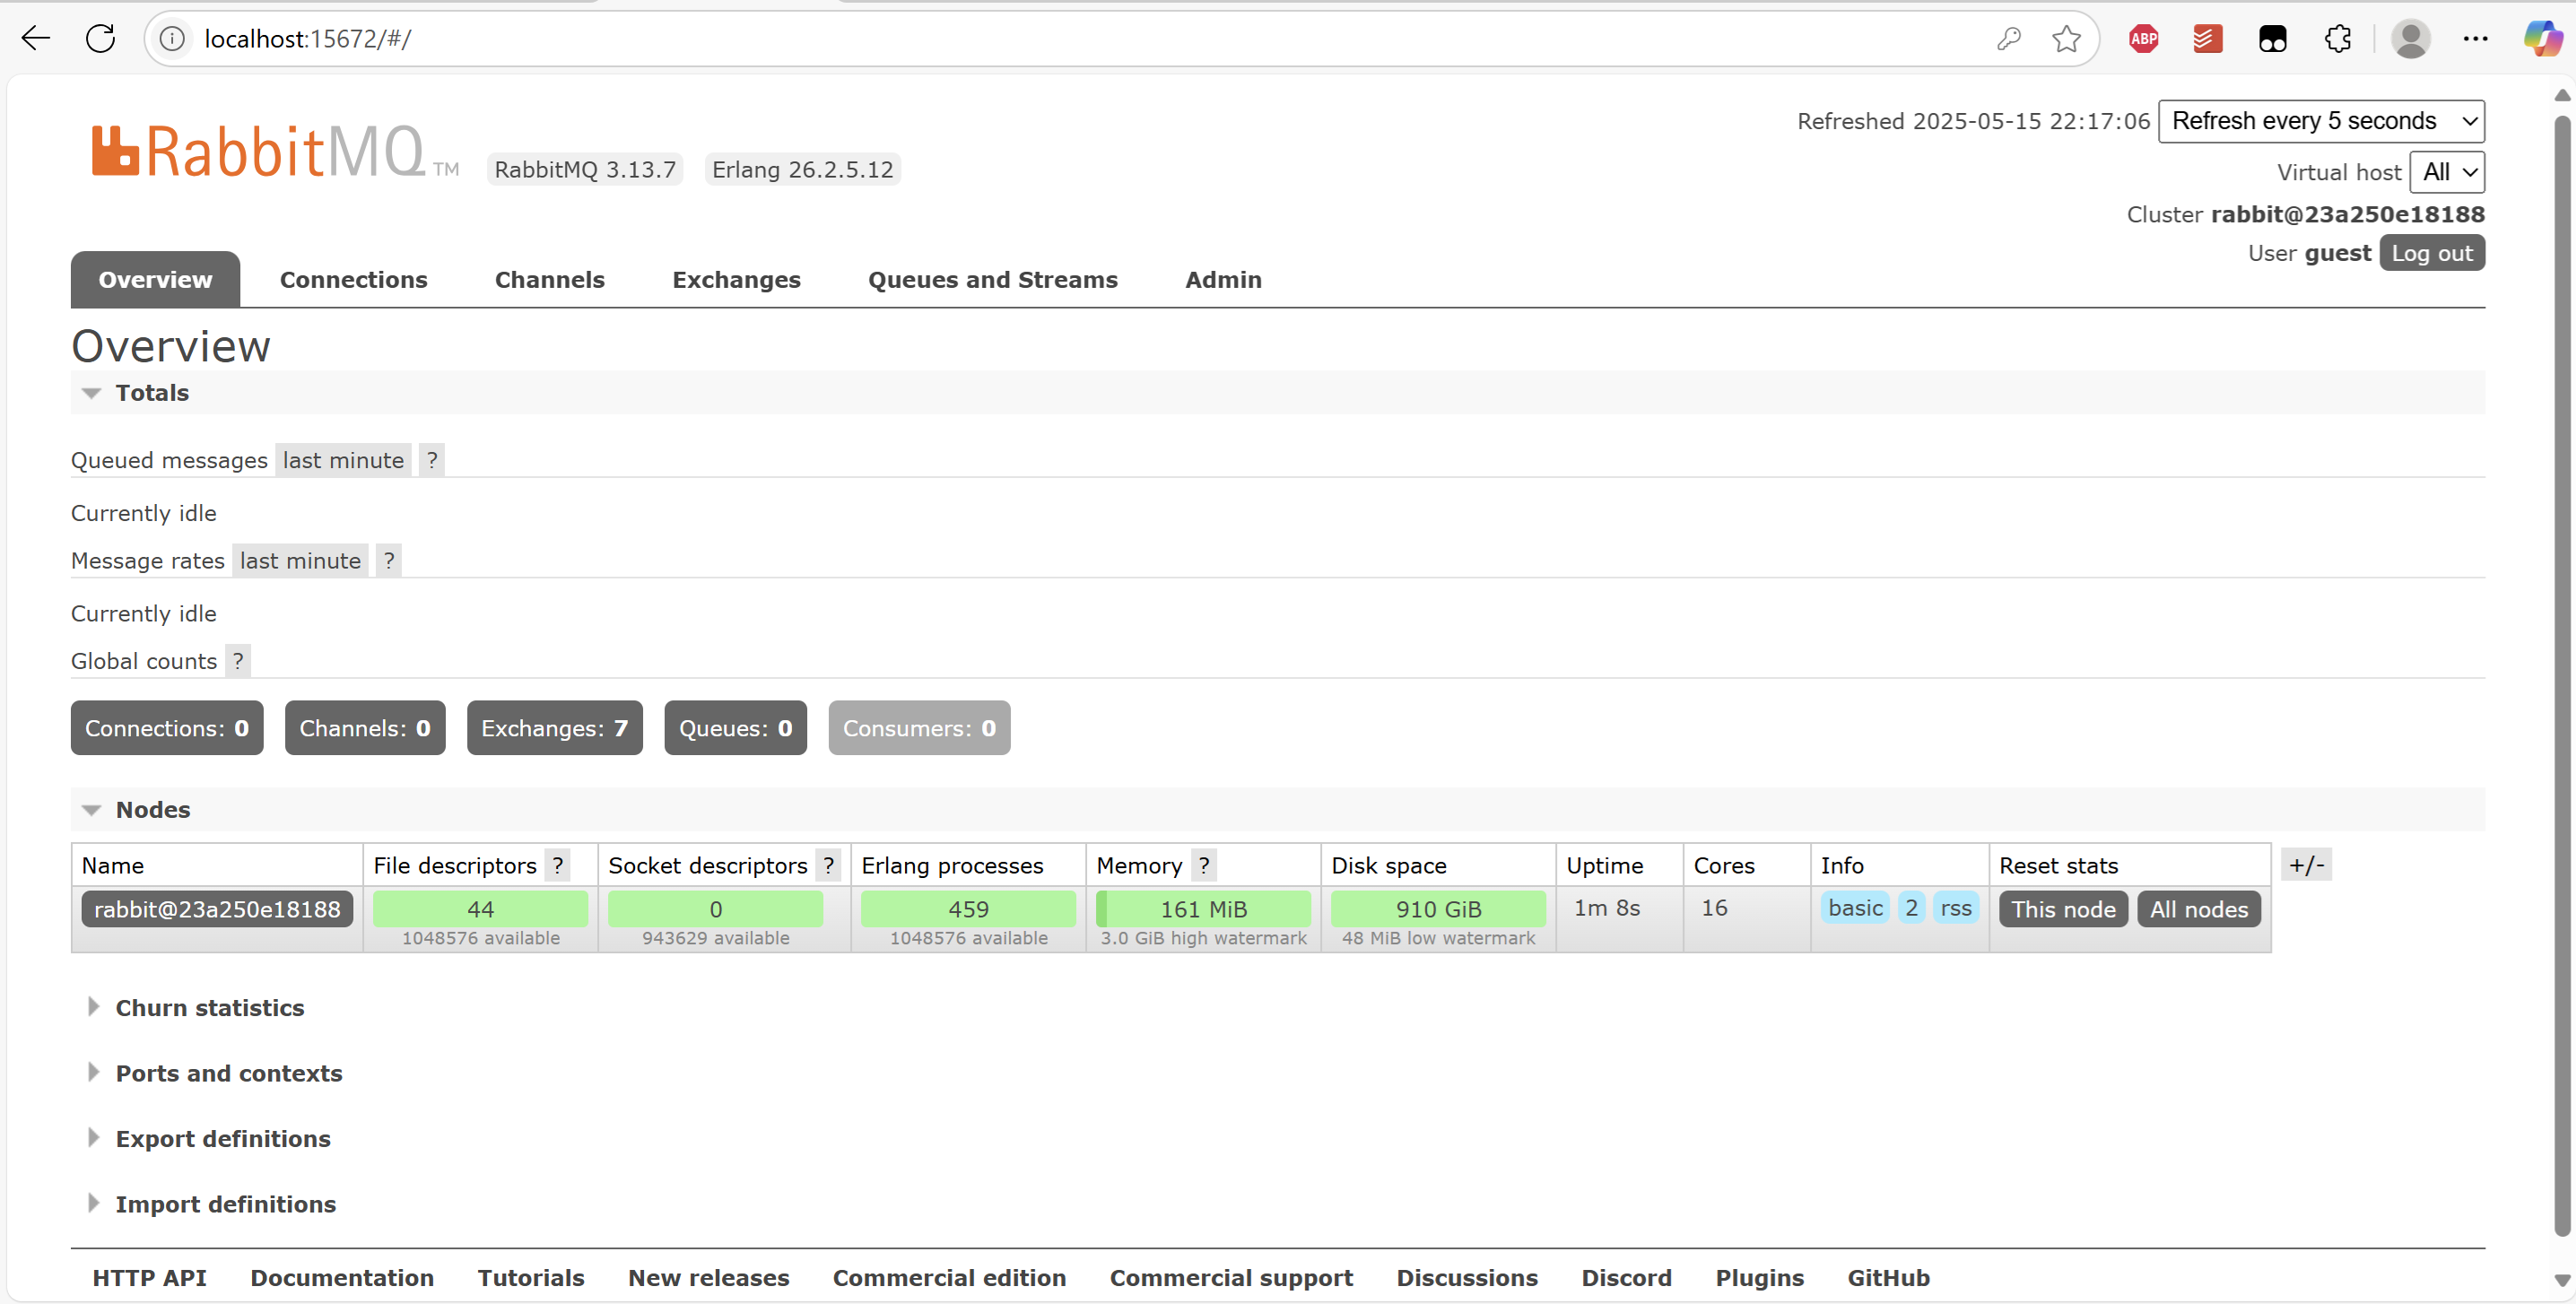 localhost:15672/#/
ABP
Refreshed 2025-05-15 22:17:06 Refresh every 5 seconds
RabbitMQ TM RabbitMQ 3.13.7 Erlang 26.2.5.12
Virtual host All
Cluster rabbit@23a250e18188
User guest Log out
Overview Connections Channels Exchanges Queues and Streams Admin
Overview
Totals
Queued messages last minute ?
Currently idle
Message rates last minute ?
Currently idle
Global counts ?
Connections: 0 Channels: 0 Exchanges: 7 Queues: 0 Consumers: 0
Nodes
Name File descriptors ? Socket descriptors ? Erlang processes Memory ? Disk space Uptime Cores Info Reset stats +/-
rabbit@23a250e18188 44 0 459 161 MiB 910 GiB 1m 8s 16 basic 2 rss This node All nodes
1048576 available 943629 available 1048576 available 3.0 GiB high watermark 48 MiB low watermark
Churn statistics
Ports and contexts
Export definitions
Import definitions
HTTP API Documentation Tutorials New releases Commercial edition Commercial support Discussions Discord Plugins GitHub